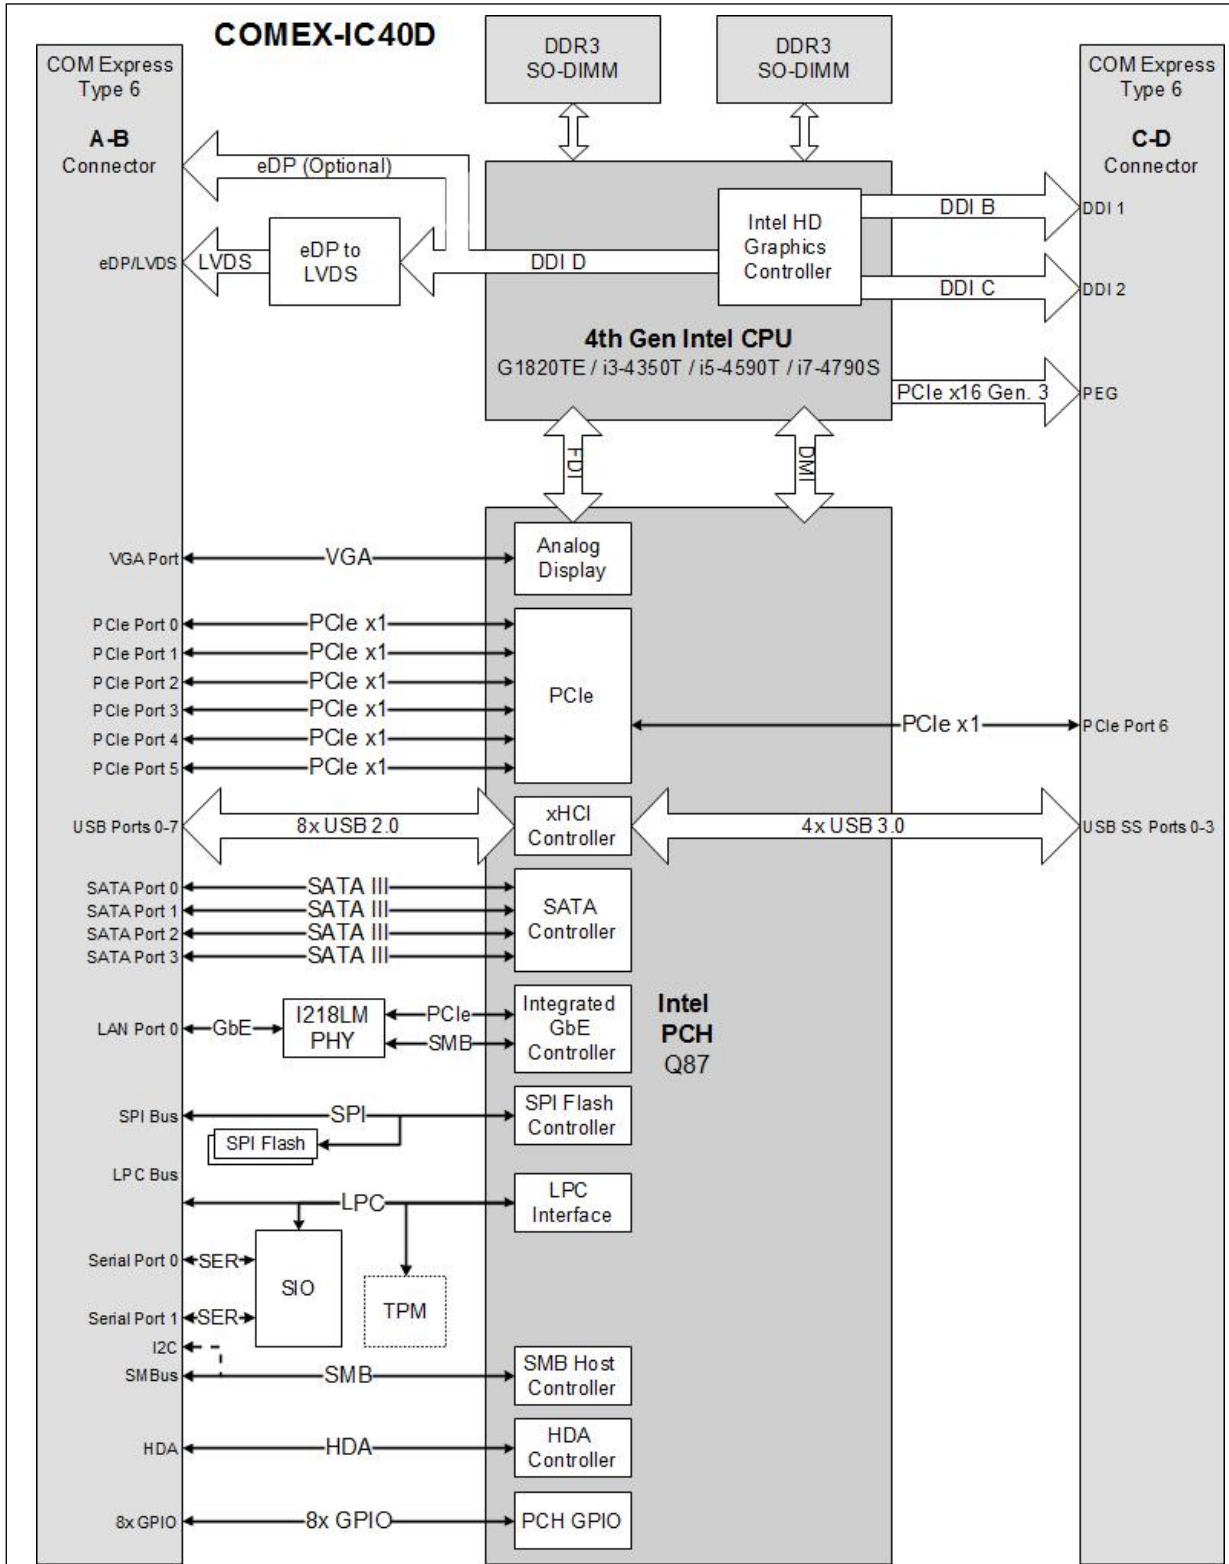 COMEX-IC40D
COM Express
Type 6
A-B
Connector
DDR3
SO-DIMM
DDR3
SO-DIMM
COM Express
Type 6
C-D
Connector
eDP (Optional)
Intel HD
Graphics
Controller
DDI B
DDI 1
eDP/LVDS
LVDS
eDP to
LVDS
DDI D
DDI C
DDI 2
4th Gen Intel CPU
G1820TE / i3-4350T / i5-4590T / i7-4790S
PCIe x16 Gen. 3
PEG
FDI
DMI
VGA Port
VGA
Analog
Display
PCIe Port 0
PCIe x1
PCIe Port 1
PCIe x1
PCIe Port 2
PCIe x1
PCIe Port 3
PCIe x1
PCIe Port 4
PCIe x1
PCIe Port 5
PCIe x1
PCIe
PCIe x1
PCIe Port 6
USB Ports 0-7
8x USB 2.0
xHCI
Controller
4x USB 3.0
USB SS Ports 0-3
SATA Port 0
SATA III
SATA Port 1
SATA III
SATA Port 2
SATA III
SATA Port 3
SATA III
SATA
Controller
LAN Port 0
GbE
I218LM
PHY
PCIe
SMB
Integrated
GbE
Controller
Intel
PCH
Q87
SPI Bus
SPI
SPI Flash
SPI Flash
Controller
LPC Bus
LPC
LPC
Interface
Serial Port 0
SER
SIO
TPM
Serial Port 1
SER
I2C
SMBus
SMB
SMB Host
Controller
HDA
HDA
HDA
Controller
8x GPIO
8x GPIO
PCH GPIO